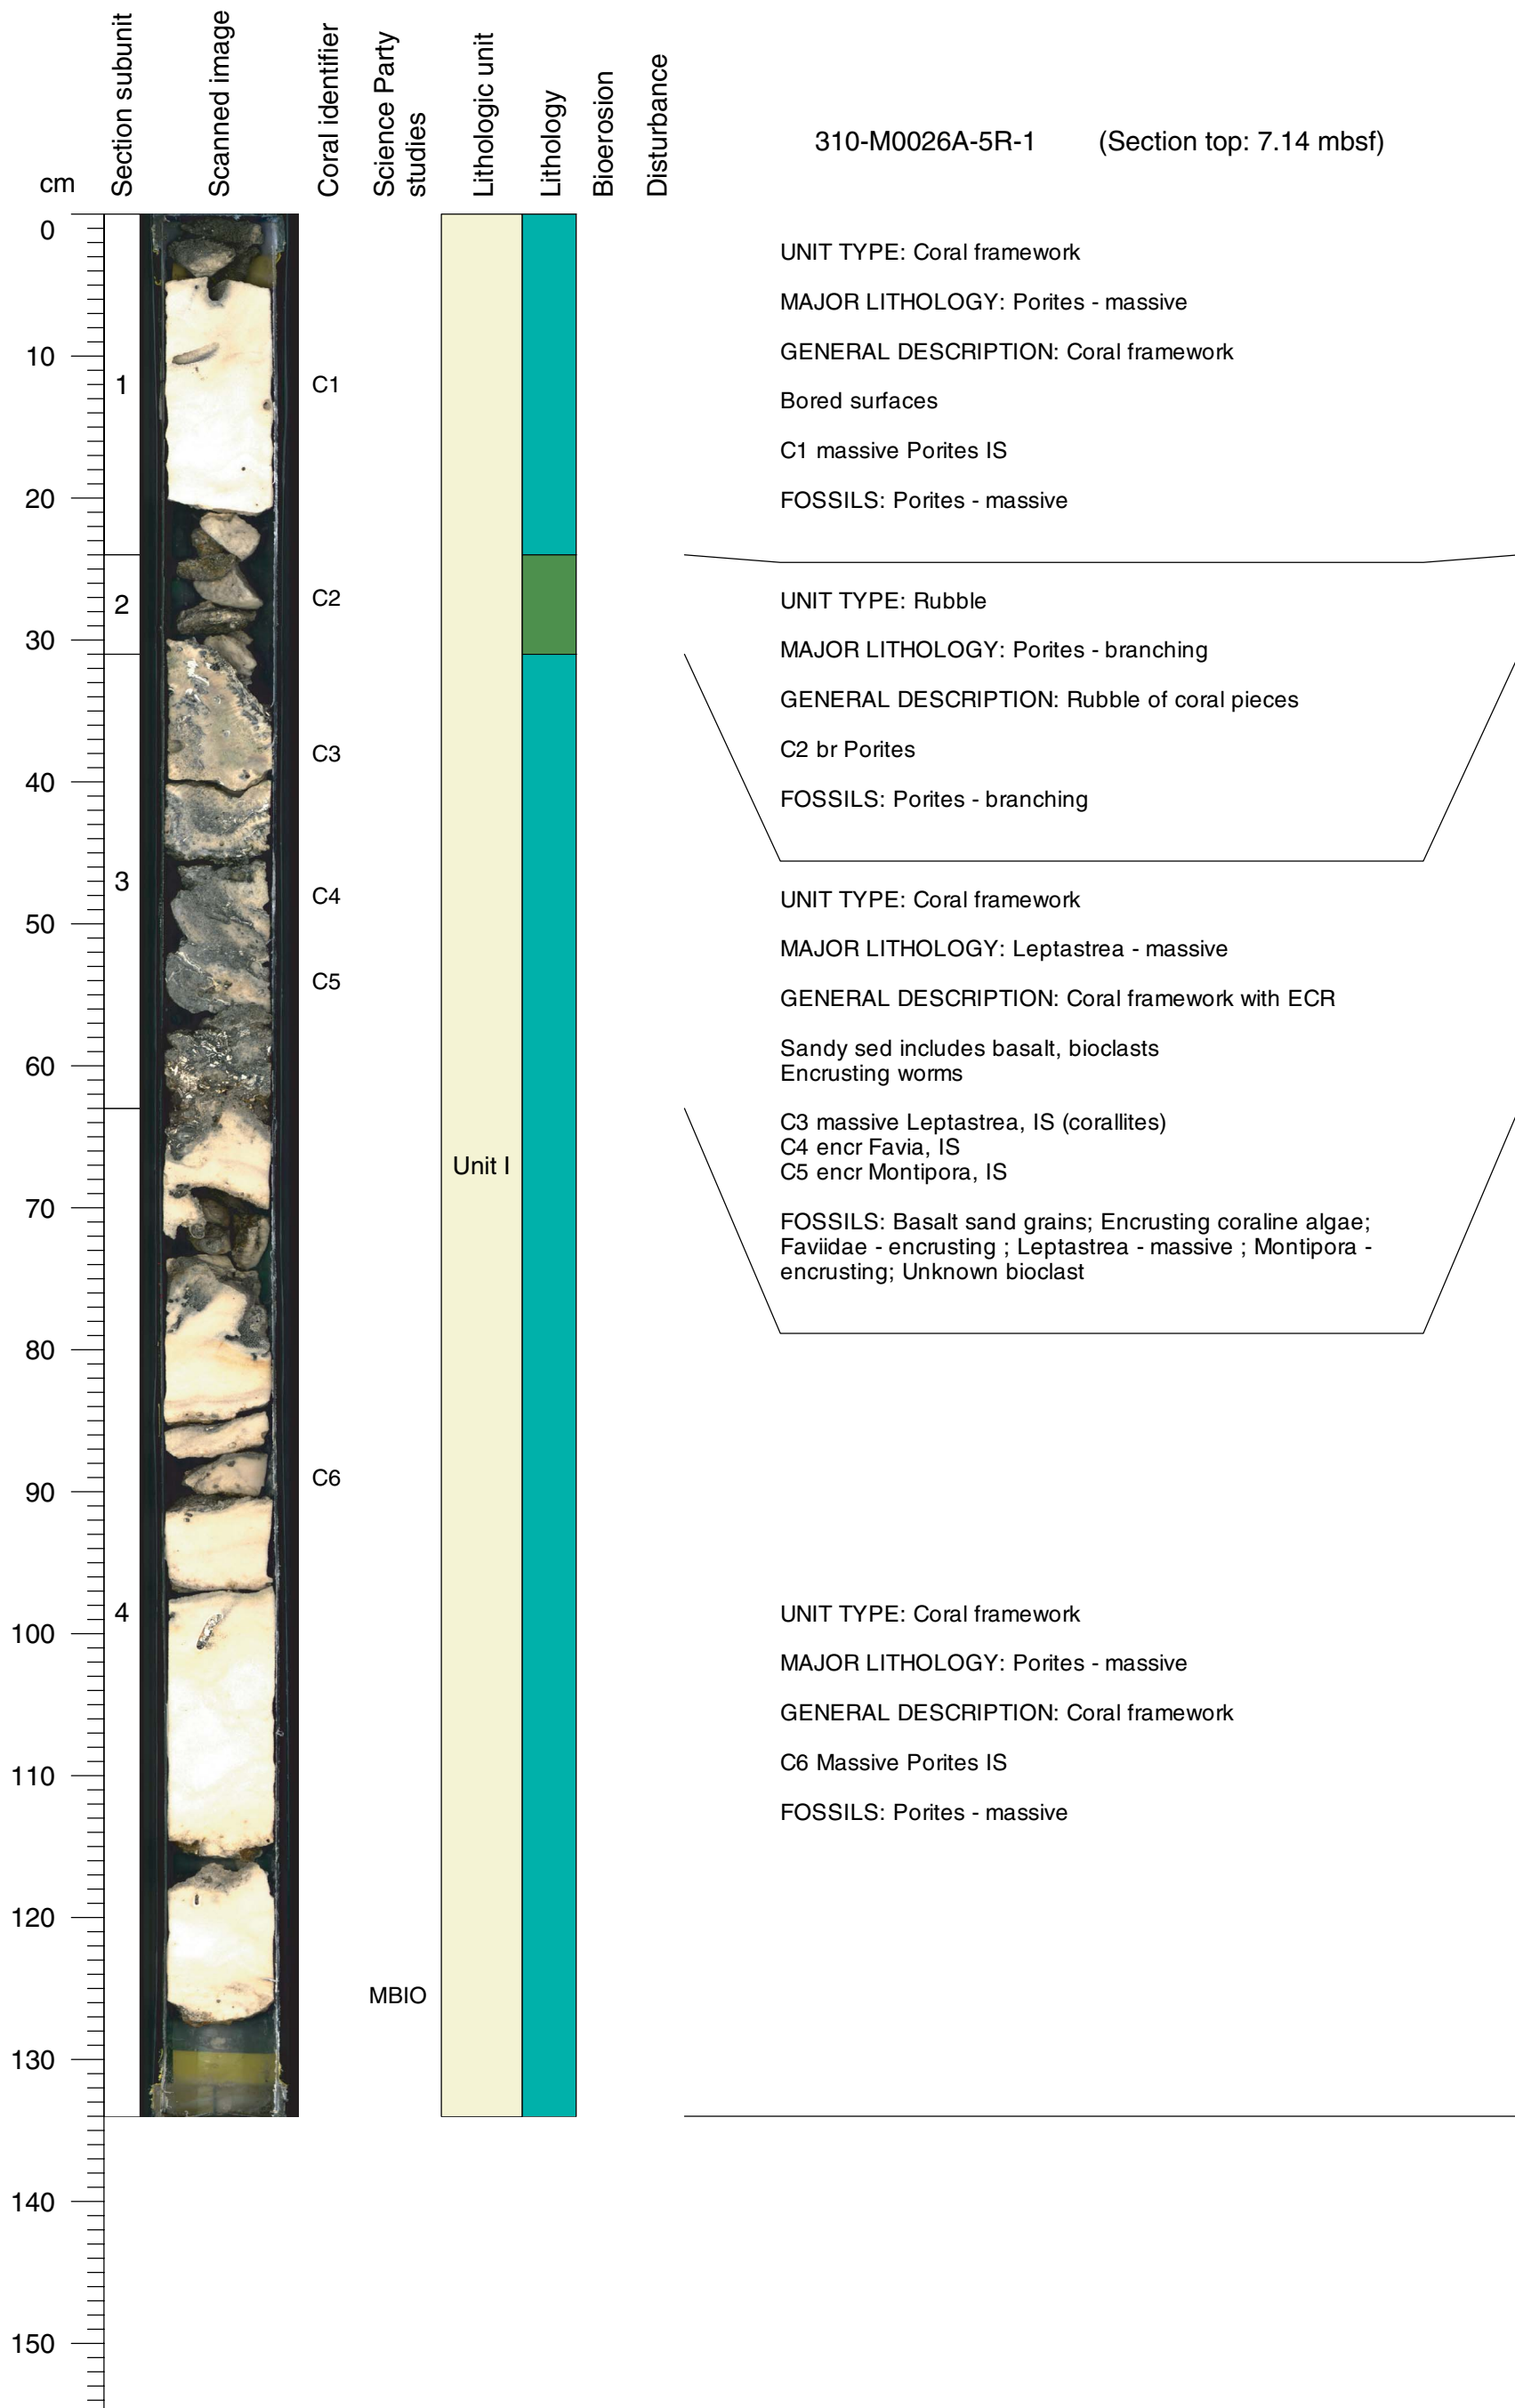 cm
Section subunit
Scanned image
Coral identifier
Science Party
studies
Lithologic unit
Lithology
Bioerosion
Disturbance
310-M0026A-5R-1 (Section top: 7.14 mbsf)
0
10
20
30
40
50
60
70
80
90
100
110
120
130
140
150
1
2
3
4
C1
C2
C3
C4
C5
C6
MBIO
Unit I
UNIT TYPE: Coral framework
MAJOR LITHOLOGY: Porites - massive
GENERAL DESCRIPTION: Coral framework
Bored surfaces
C1 massive Porites IS
FOSSILS: Porites - massive
UNIT TYPE: Rubble
MAJOR LITHOLOGY: Porites - branching
GENERAL DESCRIPTION: Rubble of coral pieces
C2 br Porites
FOSSILS: Porites - branching
UNIT TYPE: Coral framework
MAJOR LITHOLOGY: Leptastrea - massive
GENERAL DESCRIPTION: Coral framework with ECR
Sandy sed includes basalt, bioclasts
Encrusting worms
C3 massive Leptastrea, IS (corallites)
C4 encr Favia, IS
C5 encr Montipora, IS
FOSSILS: Basalt sand grains; Encrusting coraline algae;
Faviidae - encrusting ; Leptastrea - massive ; Montipora -
encrusting; Unknown bioclast
UNIT TYPE: Coral framework
MAJOR LITHOLOGY: Porites - massive
GENERAL DESCRIPTION: Coral framework
C6 Massive Porites IS
FOSSILS: Porites - massive